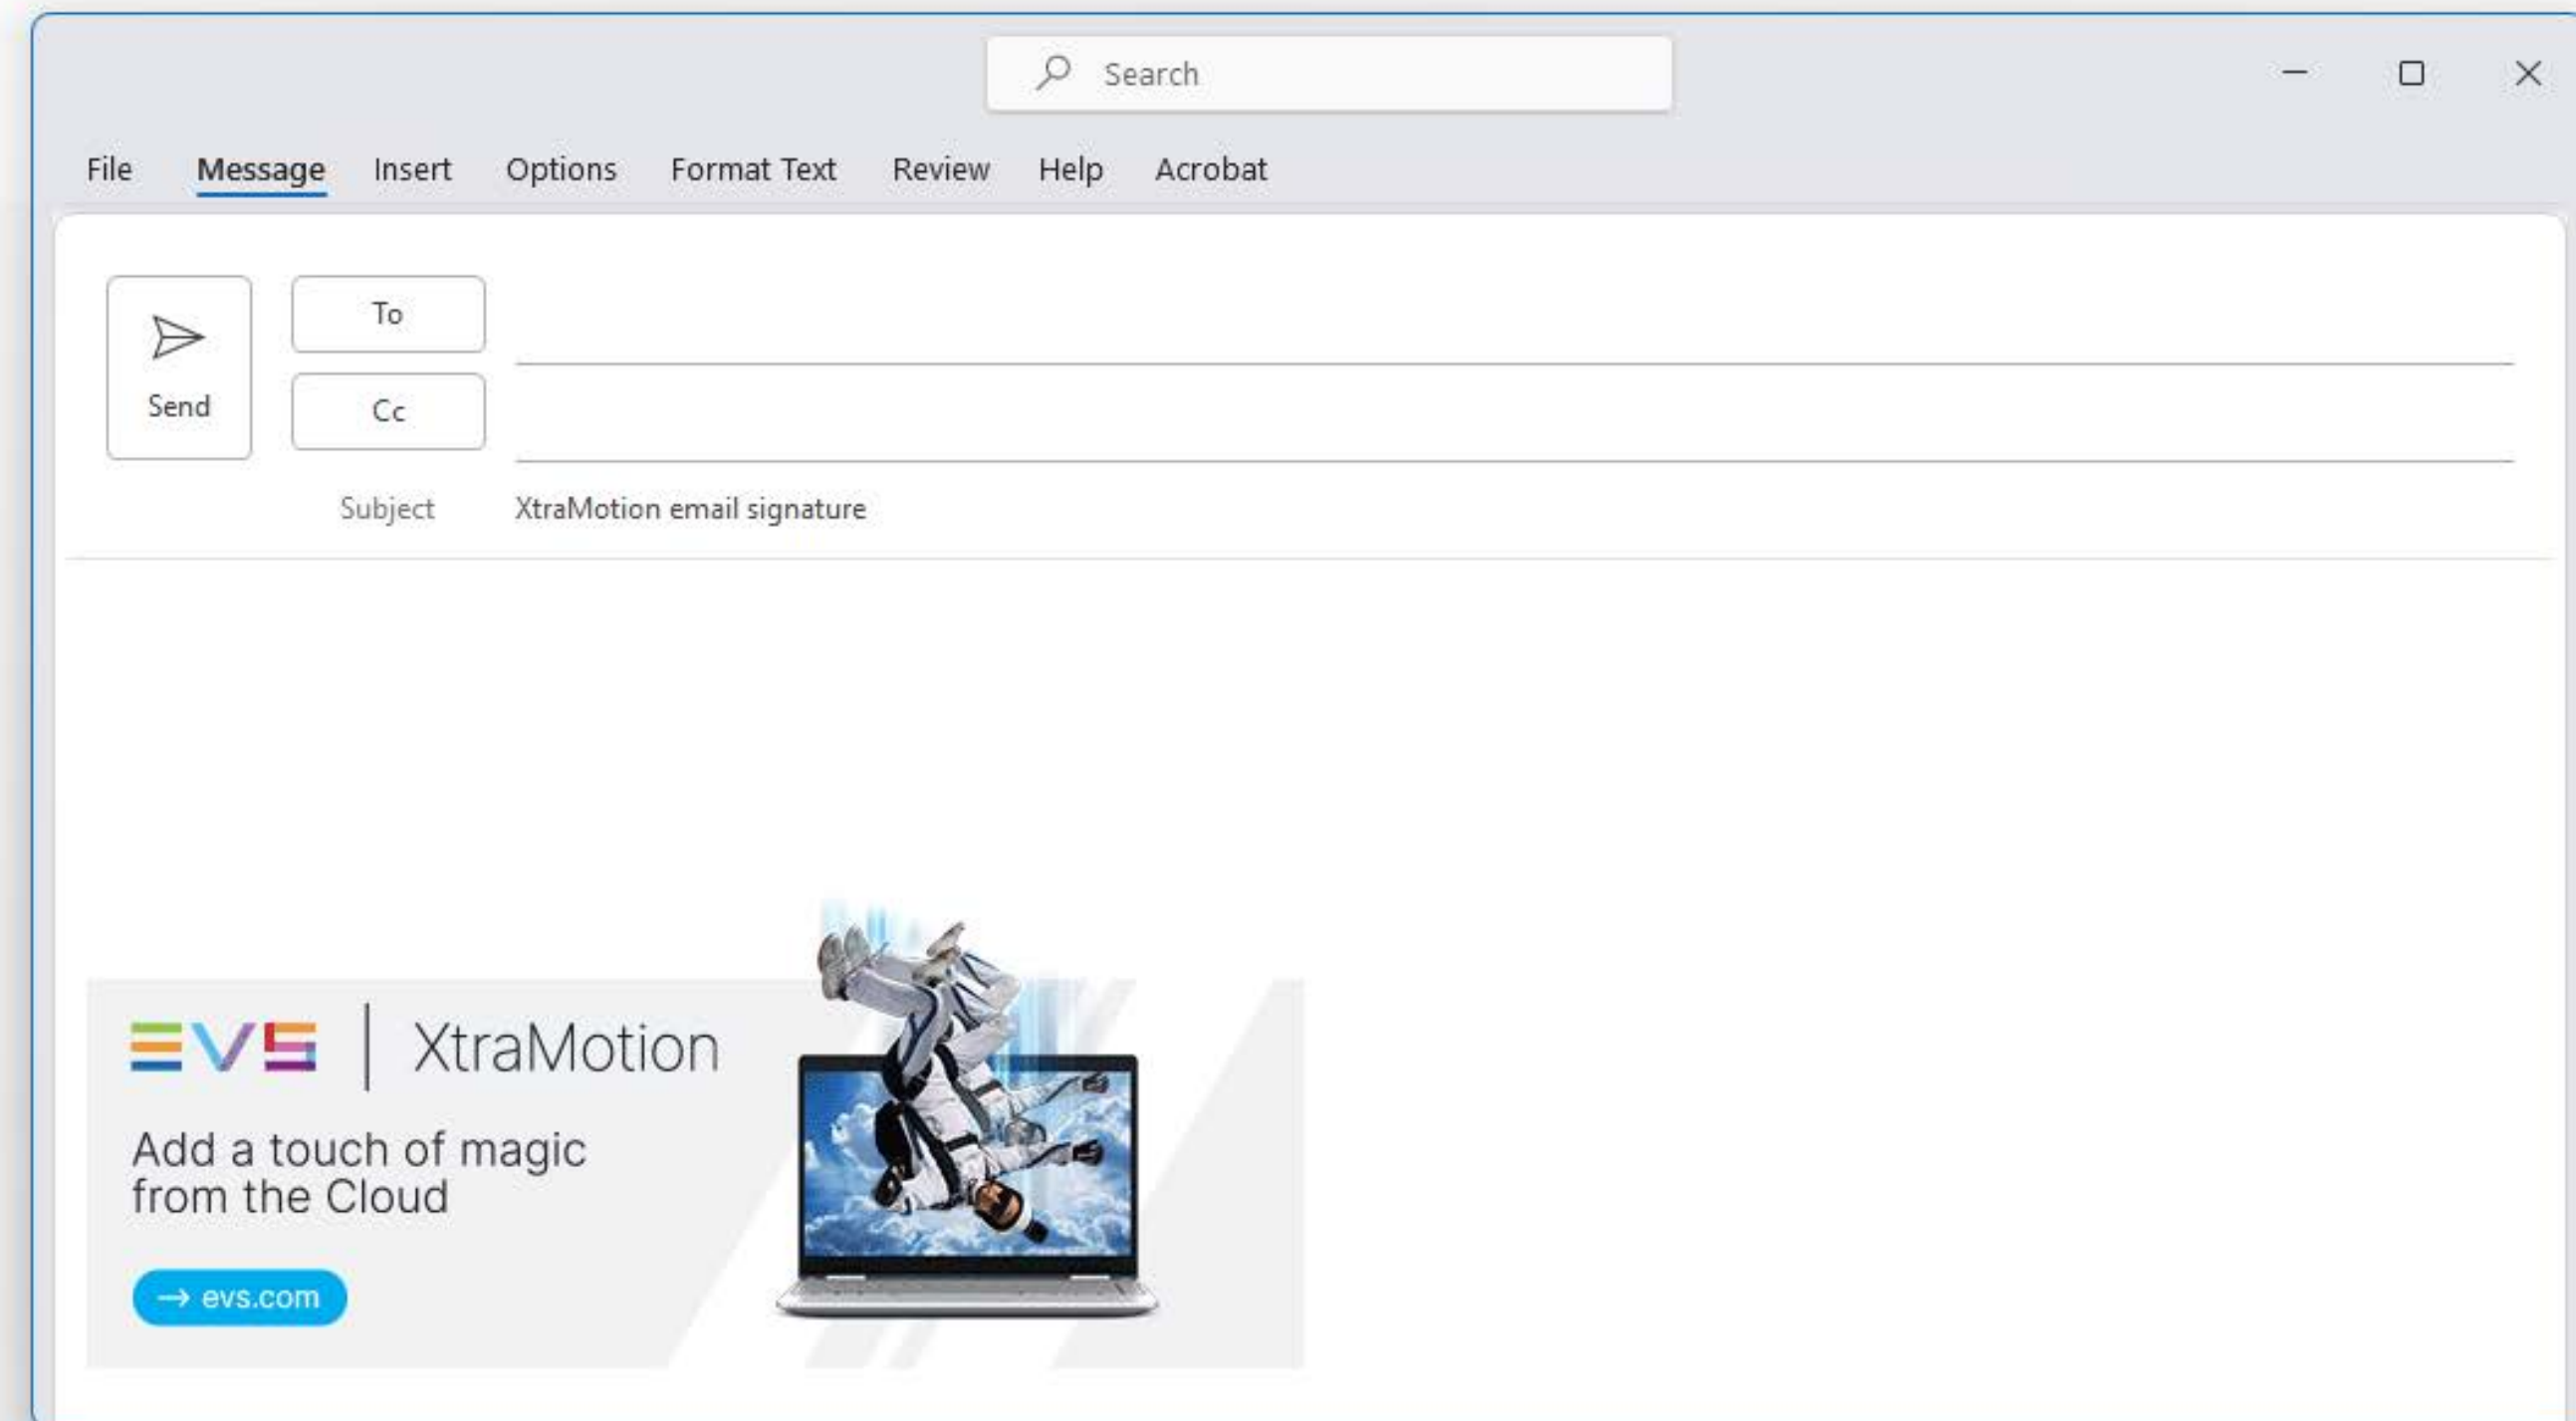 Search
File Message Insert Options Format Text Review Help Acrobat
To
Send
Cc
Subject XtraMotion email signature
EVS | XtraMotion
Add a touch of magic
from the Cloud
→ evs.com